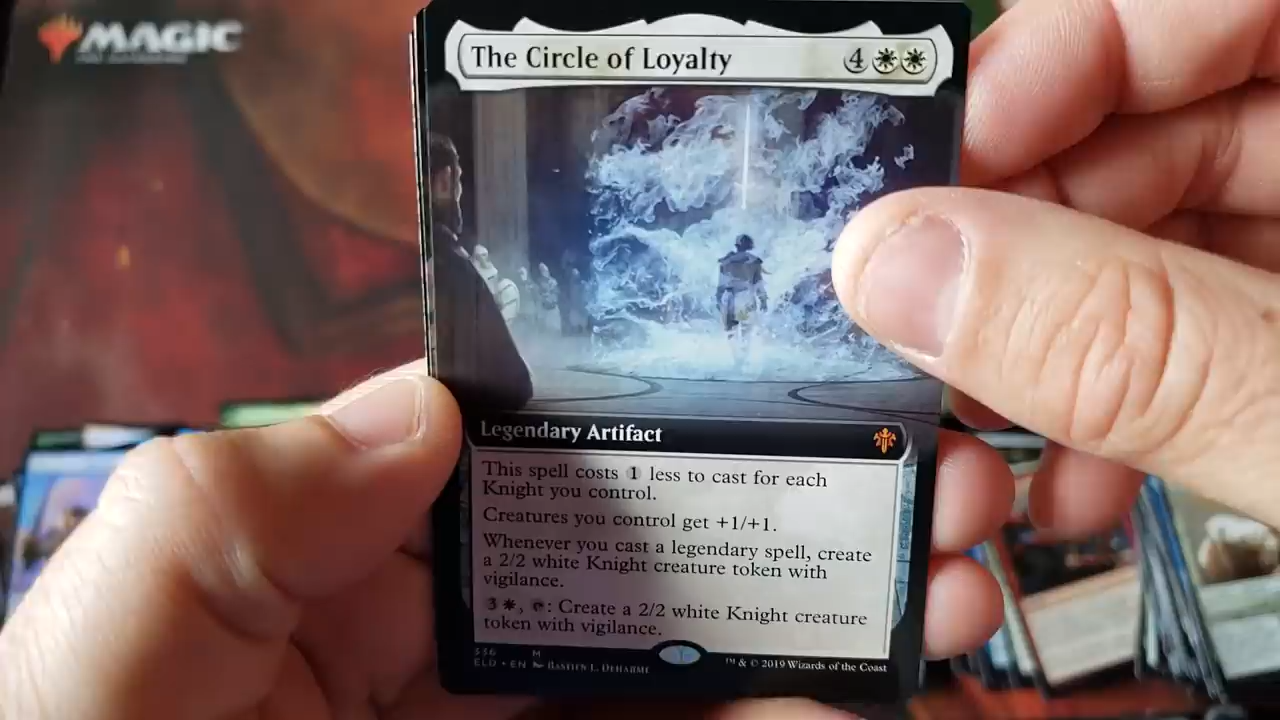 MAGIC
The Circle of Loyalty 4
Legendary Artifact
This spell costs 1 less to cast for each
Knight you control.
Creatures you control get +1/+1.
Whenever you cast a legendary spell, create
a 2/2 white Knight creature token with
vigilance.
3 , : Create a 2/2 white Knight creature
token with vigilance.
336 M
ELD • EN BASTIEN L. DEHARME
™ & © 2019 Wizards of the Coast